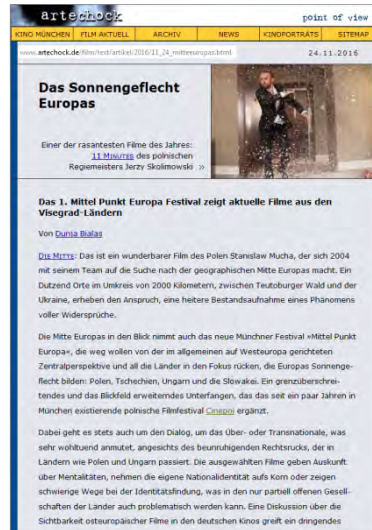 artechock
point of view
KINO MÜNCHEN FILM AKTUELL ARCHIV NEWS KINOPORTRÄTS SITEMAP
www.artechock.de/film/text/artikel/2016/11_24_mitteeuropas.html
24.11.2016
Das Sonnengeflecht
Europas
Einer der rasantesten Filme des Jahres:
11 MINUTES des polnischen
Regiemeisters Jerzy Skolimowski »
Das 1. Mittel Punkt Europa Festival zeigt aktuelle Filme aus den
Visegrad-Ländern
Von Dunja Bialas
DIE MITTE: Das ist ein wunderbarer Film des Polen Stanislaw Mucha, der sich 2004
mit seinem Team auf die Suche nach der geographischen Mitte Europas macht. Ein
Dutzend Orte im Umkreis von 2000 Kilometern, zwischen Teutoburger Wald und der
Ukraine, erheben den Anspruch, eine heitere Bestandsaufnahme eines Phänomens
voller Widersprüche.
Die Mitte Europas in den Blick nimmt auch das neue Münchner Festival »Mittel Punkt
Europa«, die weg wollen von der im allgemeinen auf Westeuropa gerichteten
Zentralperspektive und all die Länder in den Fokus rücken, die Europas Sonnenge-
flecht bilden: Polen, Tschechien, Ungarn und die Slowakei. Ein grenzüberschrei-
tendes und das Blickfeld erweiterndes Unterfangen, das das seit ein paar Jahren in
München existierende polnische Filmfestival Cinepol ergänzt.
Dabei geht es stets auch um den Dialog, um das Über- oder Transnationale, was
sehr wohltuend anmutet, angesichts des beunruhigenden Rechtsrucks, der in
Ländern wie Polen und Ungarn passiert. Die ausgewählten Filme geben Auskunft
über Mentalitäten, nehmen die eigene Nationalidentität aufs Korn oder zeigen
schwierige Wege bei der Identitätsfindung, was in den nur partiell offenen Gesell-
schaften der Länder auch problematisch werden kann. Eine Diskussion über die
Sichtbarkeit osteuropäischer Filme in den deutschen Kinos greift ein dringendes